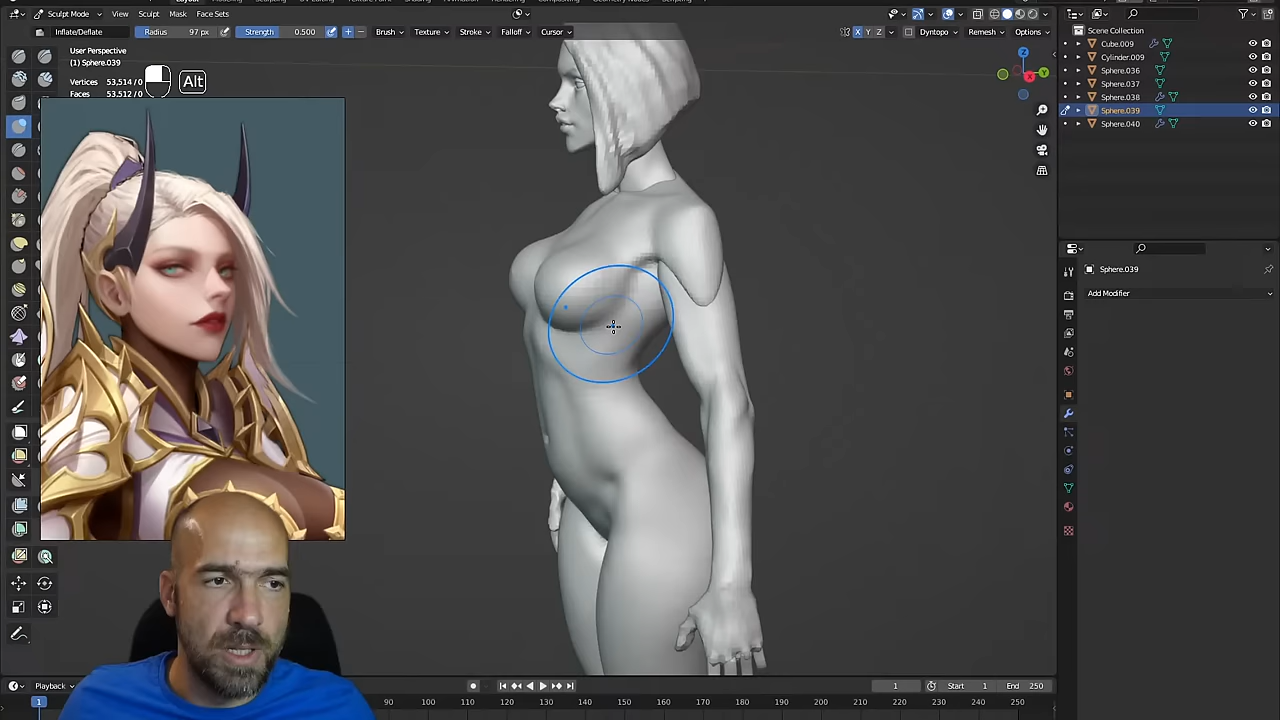 Sculpt Mode View Sculpt Mask Face Sets
Inflate/Deflate Radius 97 px Strength 0.500 Brush Texture Stroke Falloff Cursor X Y Z Dyntopo Remesh Options
User Perspective
(1) Sphere.039
Vertices 53,514/0
Faces 53,512/0
Alt
Z
Y
X
Scene Collection
Cube.009
Cylinder.009
Sphere.036
Sphere.037
Sphere.038
Sphere.039
Sphere.040
Sphere.039
Add Modifier
Playback
1 Start 1 End 250
1 90 100 110 120 130 140 150 160 170 180 190 200 210 220 230 240 250